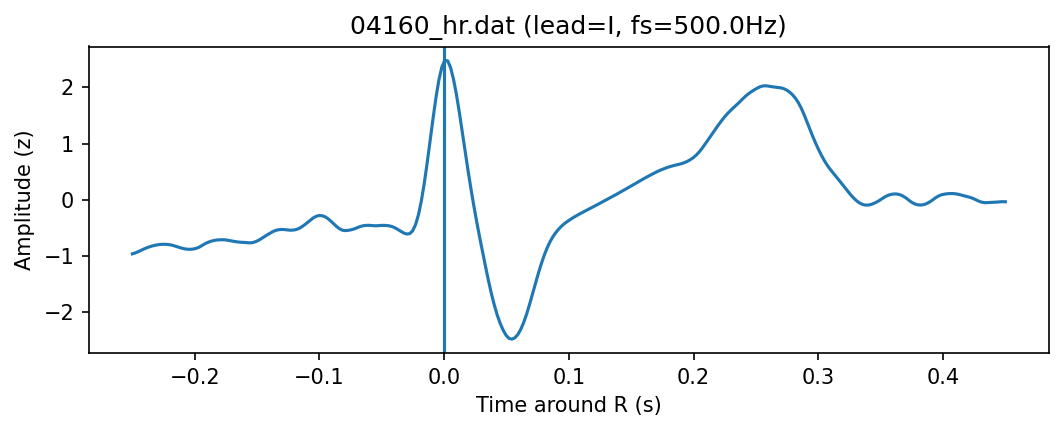 04160_hr.dat (lead=I, fs=500.0Hz)
Amplitude (z)
2
1
0
−1
−2
−0.2 −0.1 0.0 0.1 0.2 0.3 0.4
Time around R (s)